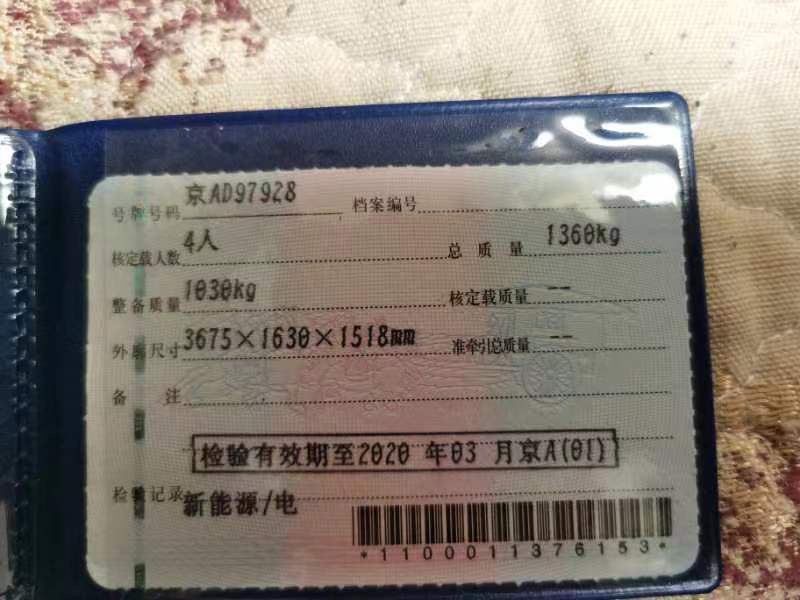 号牌号码 京AD97928 档案编号
核定载人数 4人 总质量 1360kg
整备质量 1030kg 核定载质量 --
外廓尺寸 3675×1630×1518mm 准牵引总质量 --
备注
检验有效期至2020年03月京A(01)
检验记录 新能源/电
*1100011376153*